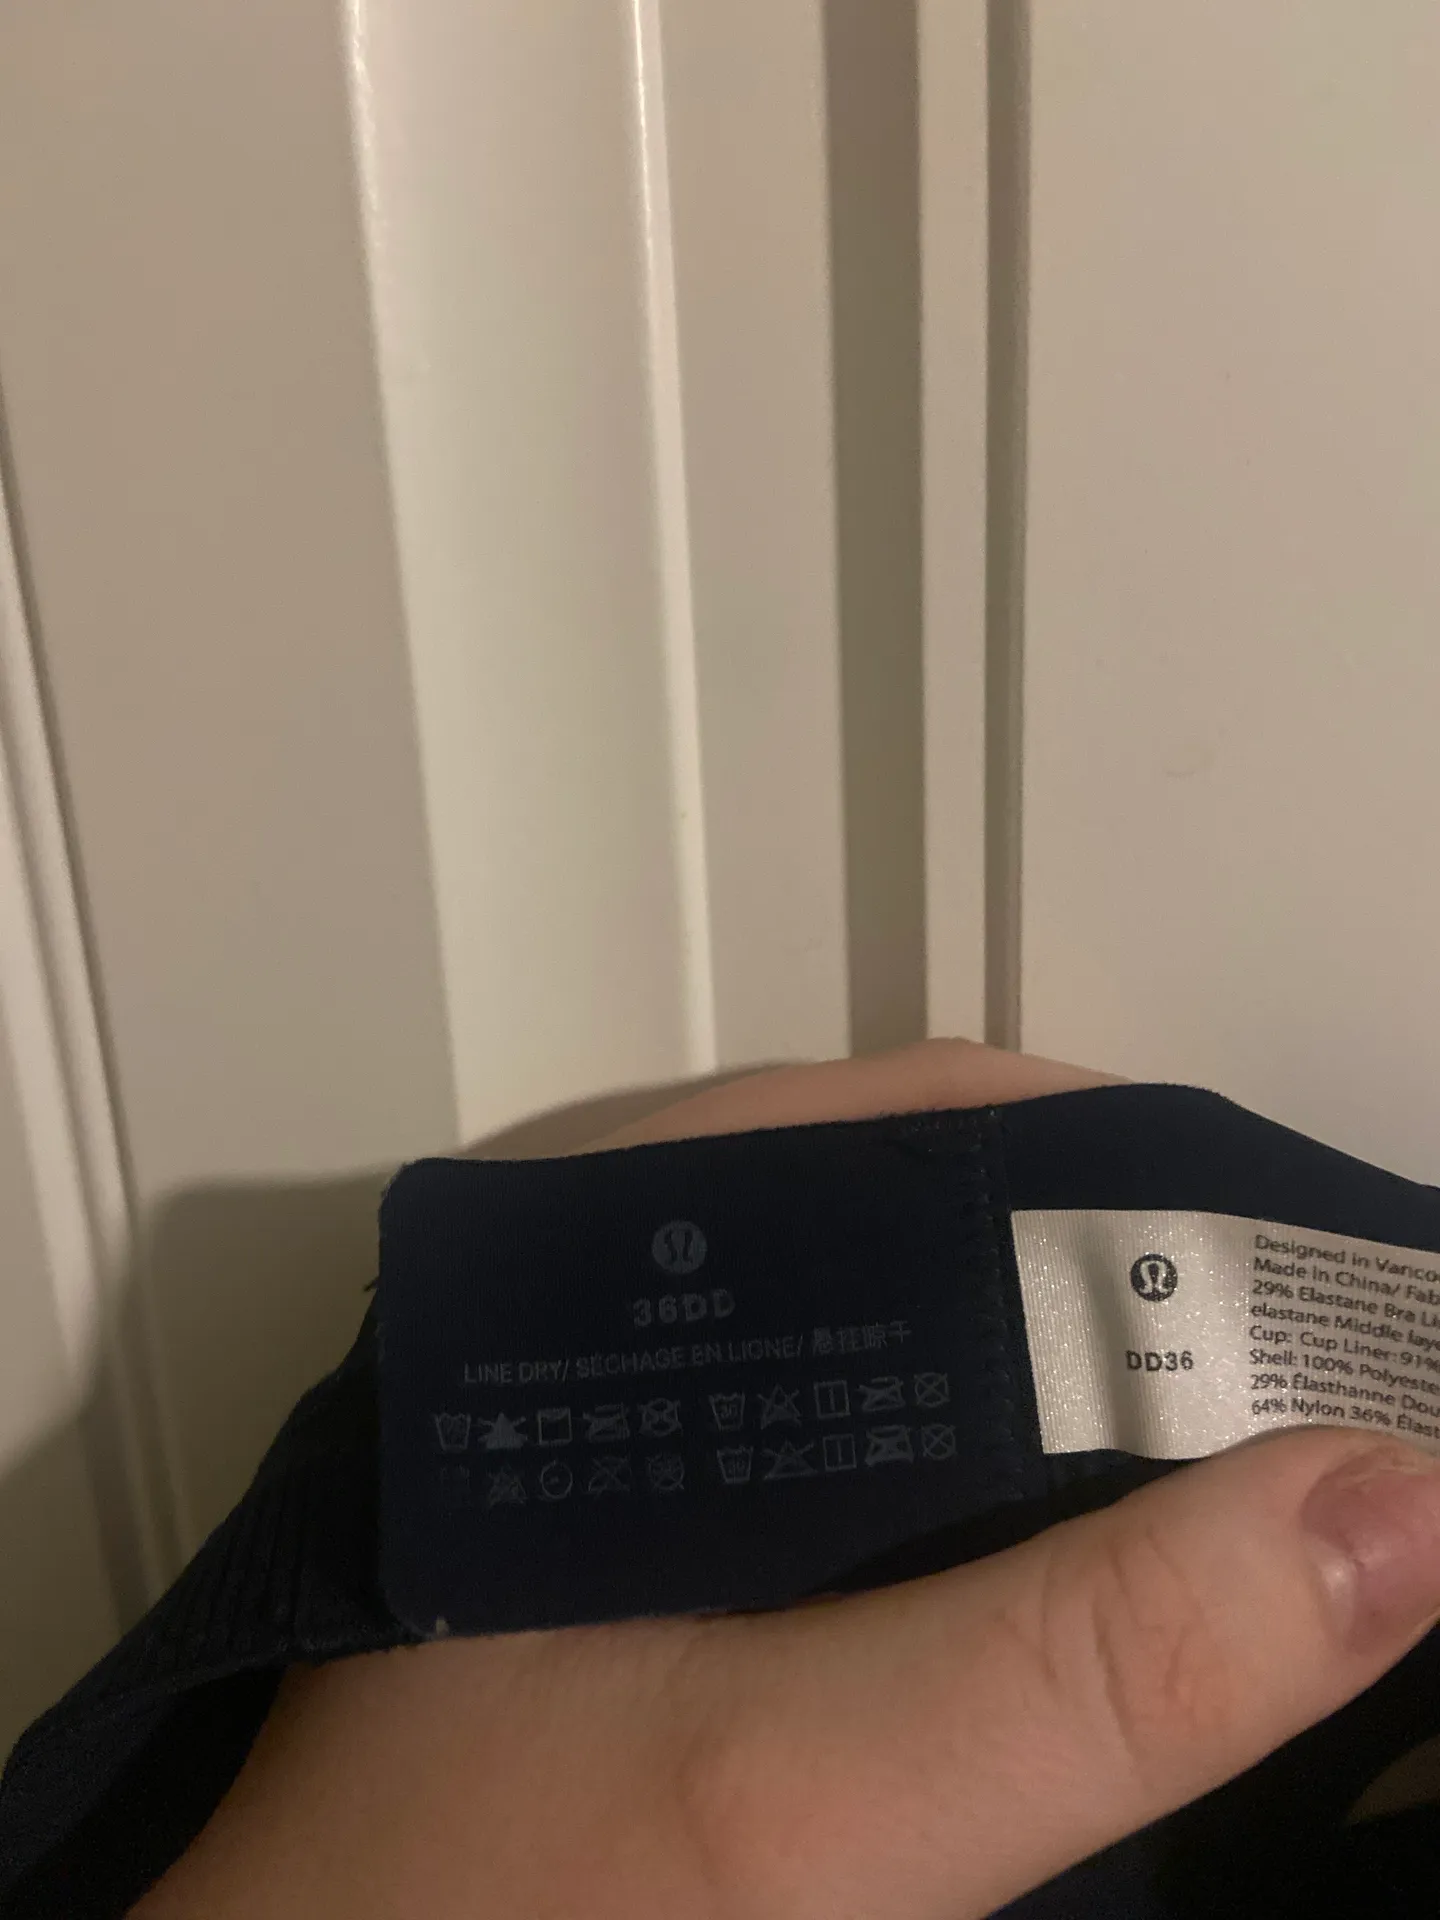 36DD
LINE DRY/ SÉCHAGE EN LIGNE/ 悬挂晾干
30
30
DD36
Designed in Vanco
Made in China/ Fab
29% Elastane Bra Li
elastane Middle laye
Cup: Cup Liner: 91%
Shell: 100% Polyeste
29% Élasthanne Dou
64% Nylon 36% Élast